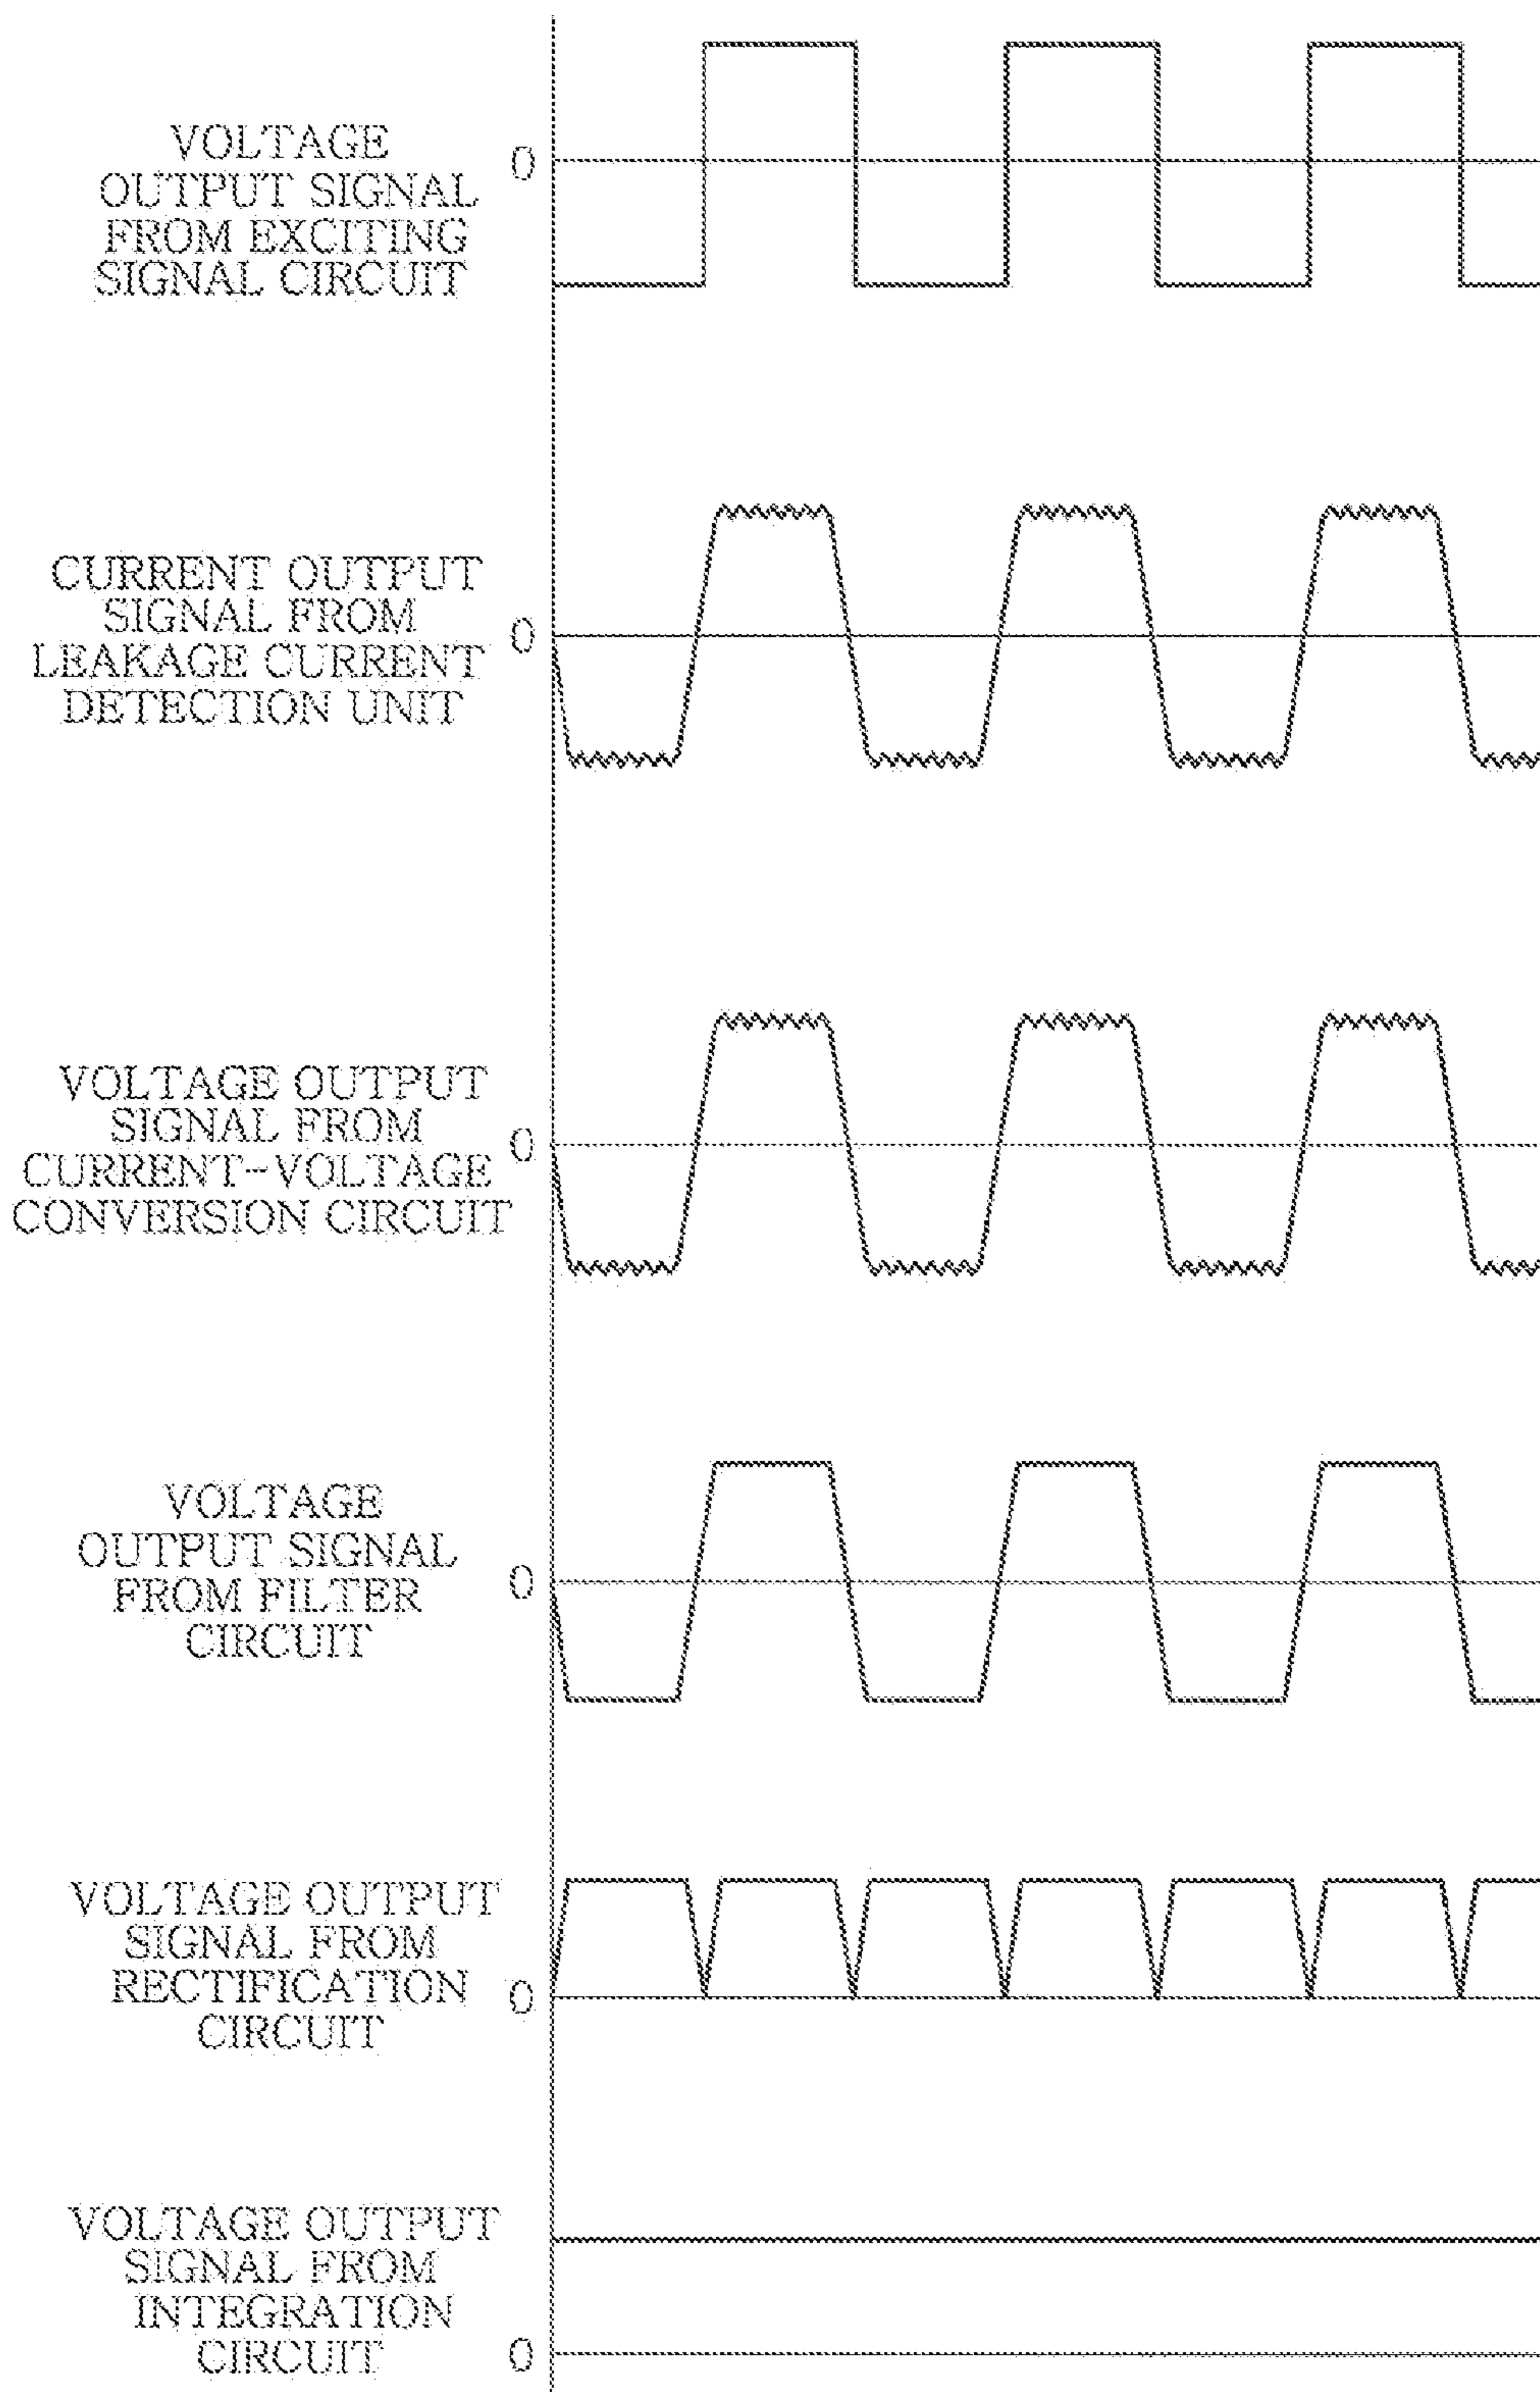 VOLTAGE
OUTPUT SIGNAL
FROM EXCITING
SIGNAL CIRCUIT
0
CURRENT OUTPUT
SIGNAL FROM
LEAKAGE CURRENT
DETECTION UNIT
0
VOLTAGE OUTPUT
SIGNAL FROM
CURRENT-VOLTAGE
CONVERSION CIRCUIT
0
VOLTAGE
OUTPUT SIGNAL
FROM FILTER
CIRCUIT
0
VOLTAGE OUTPUT
SIGNAL FROM
RECTIFICATION
CIRCUIT
0
VOLTAGE OUTPUT
SIGNAL FROM
INTEGRATION
CIRCUIT
0